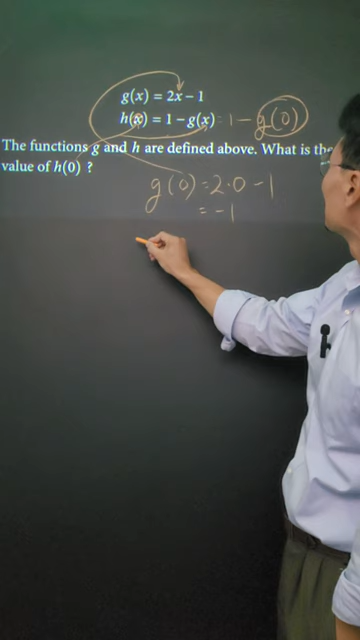 g(x) = 2x − 1
h(x) = 1 − g(x) = 1 − g(0)
The functions g and h are defined above. What is the
value of h(0) ?
g(0) = 2·0 − 1
= −1